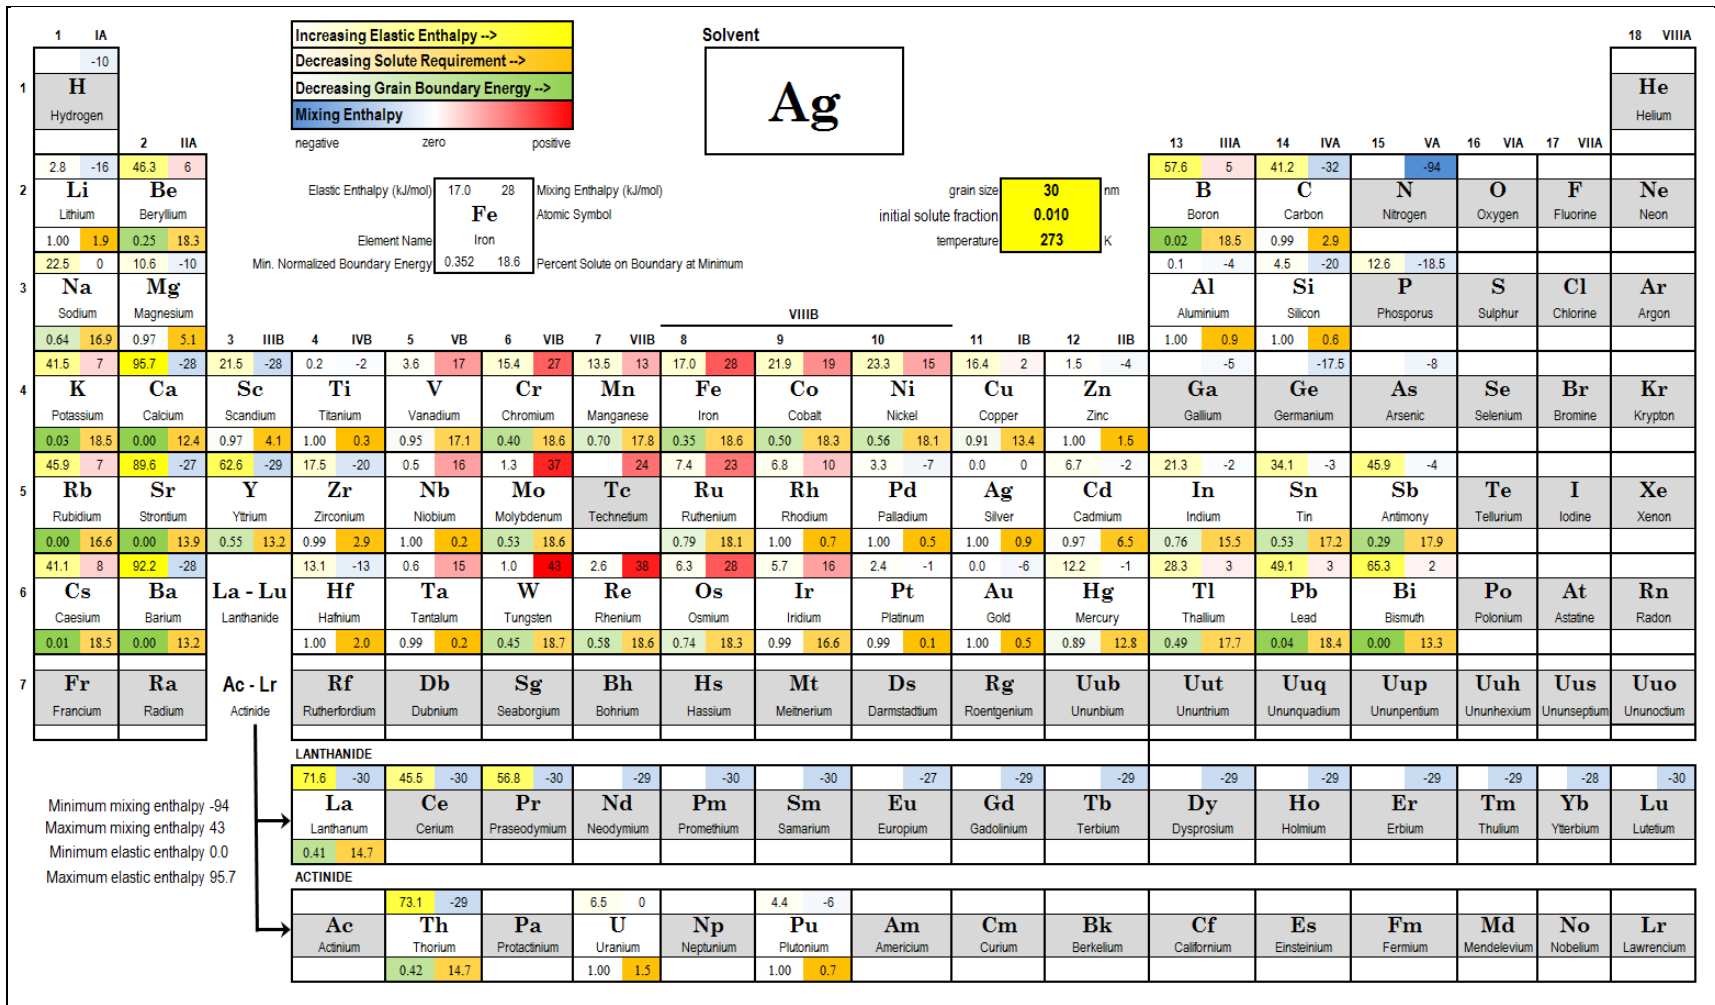 1 IA Increasing Elastic Enthalpy --> Solvent 18 VIIIA
-10 Decreasing Solute Requirement -->
1 H Decreasing Grain Boundary Energy --> Ag He
Hydrogen Mixing Enthalpy Helium
2 IIA negative zero positive 13 IIIA 14 IVA 15 VA 16 VIA 17 VIIA
2.8 -16 46.3 6 57.6 5 41.2 -32 -94
2 Li Be Elastic Enthalpy (kJ/mol) 17.0 28 Mixing Enthalpy (kJ/mol) grain size 30 nm B C N O F Ne
Lithium Beryllium Fe Atomic Symbol initial solute fraction 0.010 Boron Carbon Nitrogen Oxygen Fluorine Neon
1.00 1.9 0.25 18.3 Element Name Iron temperature 273 K 0.02 18.5 0.99 2.9
22.5 0 10.6 -10 Min. Normalized Boundary Energy 0.352 18.6 Percent Solute on Boundary at Minimum 0.1 -4 4.5 -20 12.6 -18.5
3 Na Mg Al Si P S Cl Ar
Sodium Magnesium VIIIB Aluminium Silicon Phosporus Sulphur Chlorine Argon
0.64 16.9 0.97 5.1 3 IIIB 4 IVB 5 VB 6 VIB 7 VIIB 8 9 10 11 IB 12 IIB 1.00 0.9 1.00 0.6
41.5 7 95.7 -28 21.5 -28 0.2 -2 3.6 17 15.4 27 13.5 13 17.0 28 21.9 19 23.3 15 16.4 2 1.5 -4 -5 -17.5 -8
4 K Ca Sc Ti V Cr Mn Fe Co Ni Cu Zn Ga Ge As Se Br Kr
Potassium Calcium Scandium Titanium Vanadium Chromium Manganese Iron Cobalt Nickel Copper Zinc Gallium Germanium Arsenic Selenium Bromine Krypton
0.03 18.5 0.00 12.4 0.97 4.1 1.00 0.3 0.95 17.1 0.40 18.6 0.70 17.8 0.35 18.6 0.50 18.3 0.56 18.1 0.91 13.4 1.00 1.5
45.9 7 89.6 -27 62.6 -29 17.5 -20 0.5 16 1.3 37 24 7.4 23 6.8 10 3.3 -7 0.0 0 6.7 -2 21.3 -2 34.1 -3 45.9 -4
5 Rb Sr Y Zr Nb Mo Tc Ru Rh Pd Ag Cd In Sn Sb Te I Xe
Rubidium Strontium Yttrium Zirconium Niobium Molybdenum Technetium Ruthenium Rhodium Palladium Silver Cadmium Indium Tin Antimony Tellurium Iodine Xenon
0.00 16.6 0.00 13.9 0.55 13.2 0.99 2.9 1.00 0.2 0.53 18.6 0.79 18.1 1.00 0.7 1.00 0.5 1.00 0.9 0.97 6.5 0.76 15.5 0.53 17.2 0.29 17.9
41.1 8 92.2 -28 13.1 -13 0.6 15 1.0 43 2.6 38 6.3 28 5.7 16 2.4 -1 0.0 -6 12.2 -1 28.3 3 49.1 3 65.3 2
6 Cs Ba La - Lu Hf Ta W Re Os Ir Pt Au Hg Tl Pb Bi Po At Rn
Caesium Barium Lanthanide Hafnium Tantalum Tungsten Rhenium Osmium Iridium Platinum Gold Mercury Thallium Lead Bismuth Polonium Astatine Radon
0.01 18.5 0.00 13.2 1.00 2.0 0.99 0.2 0.45 18.7 0.58 18.6 0.74 18.3 0.99 16.6 0.99 0.1 1.00 0.5 0.89 12.8 0.49 17.7 0.04 18.4 0.00 13.3
7 Fr Ra Ac - Lr Rf Db Sg Bh Hs Mt Ds Rg Uub Uut Uuq Uup Uuh Uus Uuo
Francium Radium Actinide Rutherfordium Dubnium Seaborgium Bohrium Hassium Meitnerium Darmstadtium Roentgenium Ununbium Ununtrium Ununquadium Ununpentium Ununhexium Ununseptium Ununoctium
LANTHANIDE
71.6 -30 45.5 -30 56.8 -30 -29 -30 -30 -27 -29 -29 -29 -29 -29 -29 -28 -30
Minimum mixing enthalpy -94 La Ce Pr Nd Pm Sm Eu Gd Tb Dy Ho Er Tm Yb Lu
Maximum mixing enthalpy 43 Lanthanum Cerium Praseodymium Neodymium Promethium Samarium Europium Gadolinium Terbium Dysprosium Holmium Erbium Thulium Ytterbium Lutetium
Minimum elastic enthalpy 0.0 0.41 14.7
Maximum elastic enthalpy 95.7 ACTINIDE
73.1 -29 6.5 0 4.4 -6
Ac Th Pa U Np Pu Am Cm Bk Cf Es Fm Md No Lr
Actinium Thorium Protactinium Uranium Neptunium Plutonium Americium Curium Berkelium Californium Einsteinium Fermium Mendelevium Nobelium Lawrencium
0.42 14.7 1.00 1.5 1.00 0.7